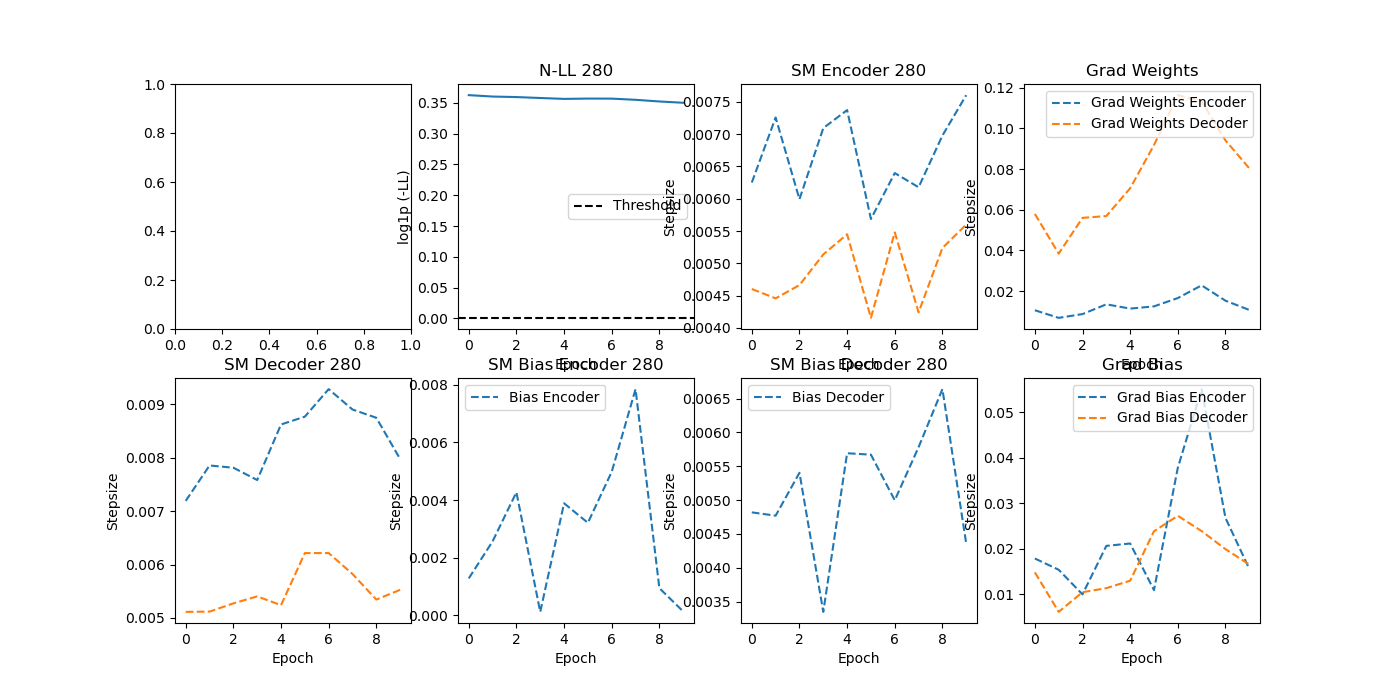 N-LL 280
SM Encoder 280
Grad Weights
1.0
0.8
0.6
0.4
0.2
0.0
0.0 0.2 0.4 0.6 0.8 1.0
log1p (-LL)
0.35
0.30
0.25
0.20
0.15
0.10
0.05
0.00
Threshold
0 2 4 6 8
Epoch
Stepsize
0.0075
0.0070
0.0065
0.0060
0.0055
0.0050
0.0045
0.0040
0 2 4 6 8
Epoch
Stepsize
0.12
0.10
0.08
0.06
0.04
0.02
Grad Weights Encoder
Grad Weights Decoder
0 2 4 6 8
Epoch
SM Decoder 280
SM Bias Encoder 280
SM Bias Decoder 280
Grad Bias
Stepsize
0.009
0.008
0.007
0.006
0.005
0 2 4 6 8
Epoch
Stepsize
0.008
0.006
0.004
0.002
0.000
Bias Encoder
0 2 4 6 8
Epoch
Stepsize
0.0065
0.0060
0.0055
0.0050
0.0045
0.0040
0.0035
Bias Decoder
0 2 4 6 8
Epoch
Stepsize
0.05
0.04
0.03
0.02
0.01
Grad Bias Encoder
Grad Bias Decoder
0 2 4 6 8
Epoch